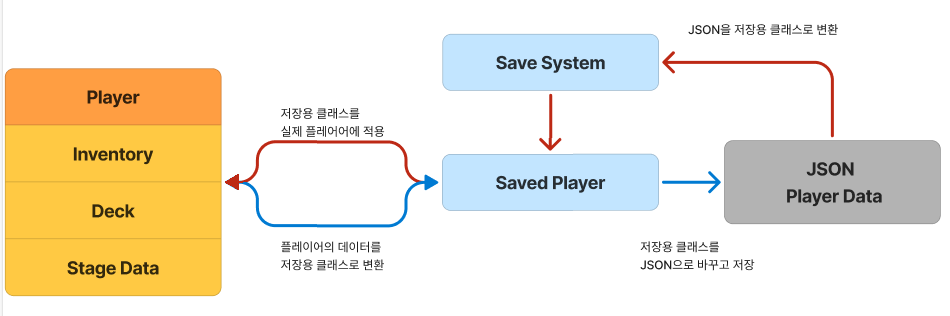 JSON을 저장용 클래스로 변환
Save System
Player
Inventory
Deck
Stage Data
저장용 클래스를
실제 플레어어에 적용
Saved Player
JSON
Player Data
플레이어의 데이터를
저장용 클래스로 변환
저장용 클래스를
JSON으로 바꾸고 저장